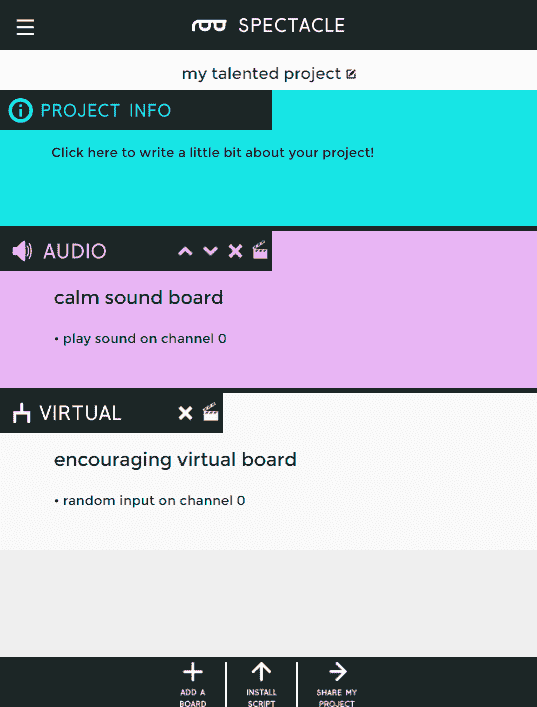 SPECTACLE
my talented project
PROJECT INFO
Click here to write a little bit about your project!
AUDIO
calm sound board
• play sound on channel 0
VIRTUAL
encouraging virtual board
• random input on channel 0
ADD A
BOARD
INSTALL
SCRIPT
SHARE MY
PROJECT